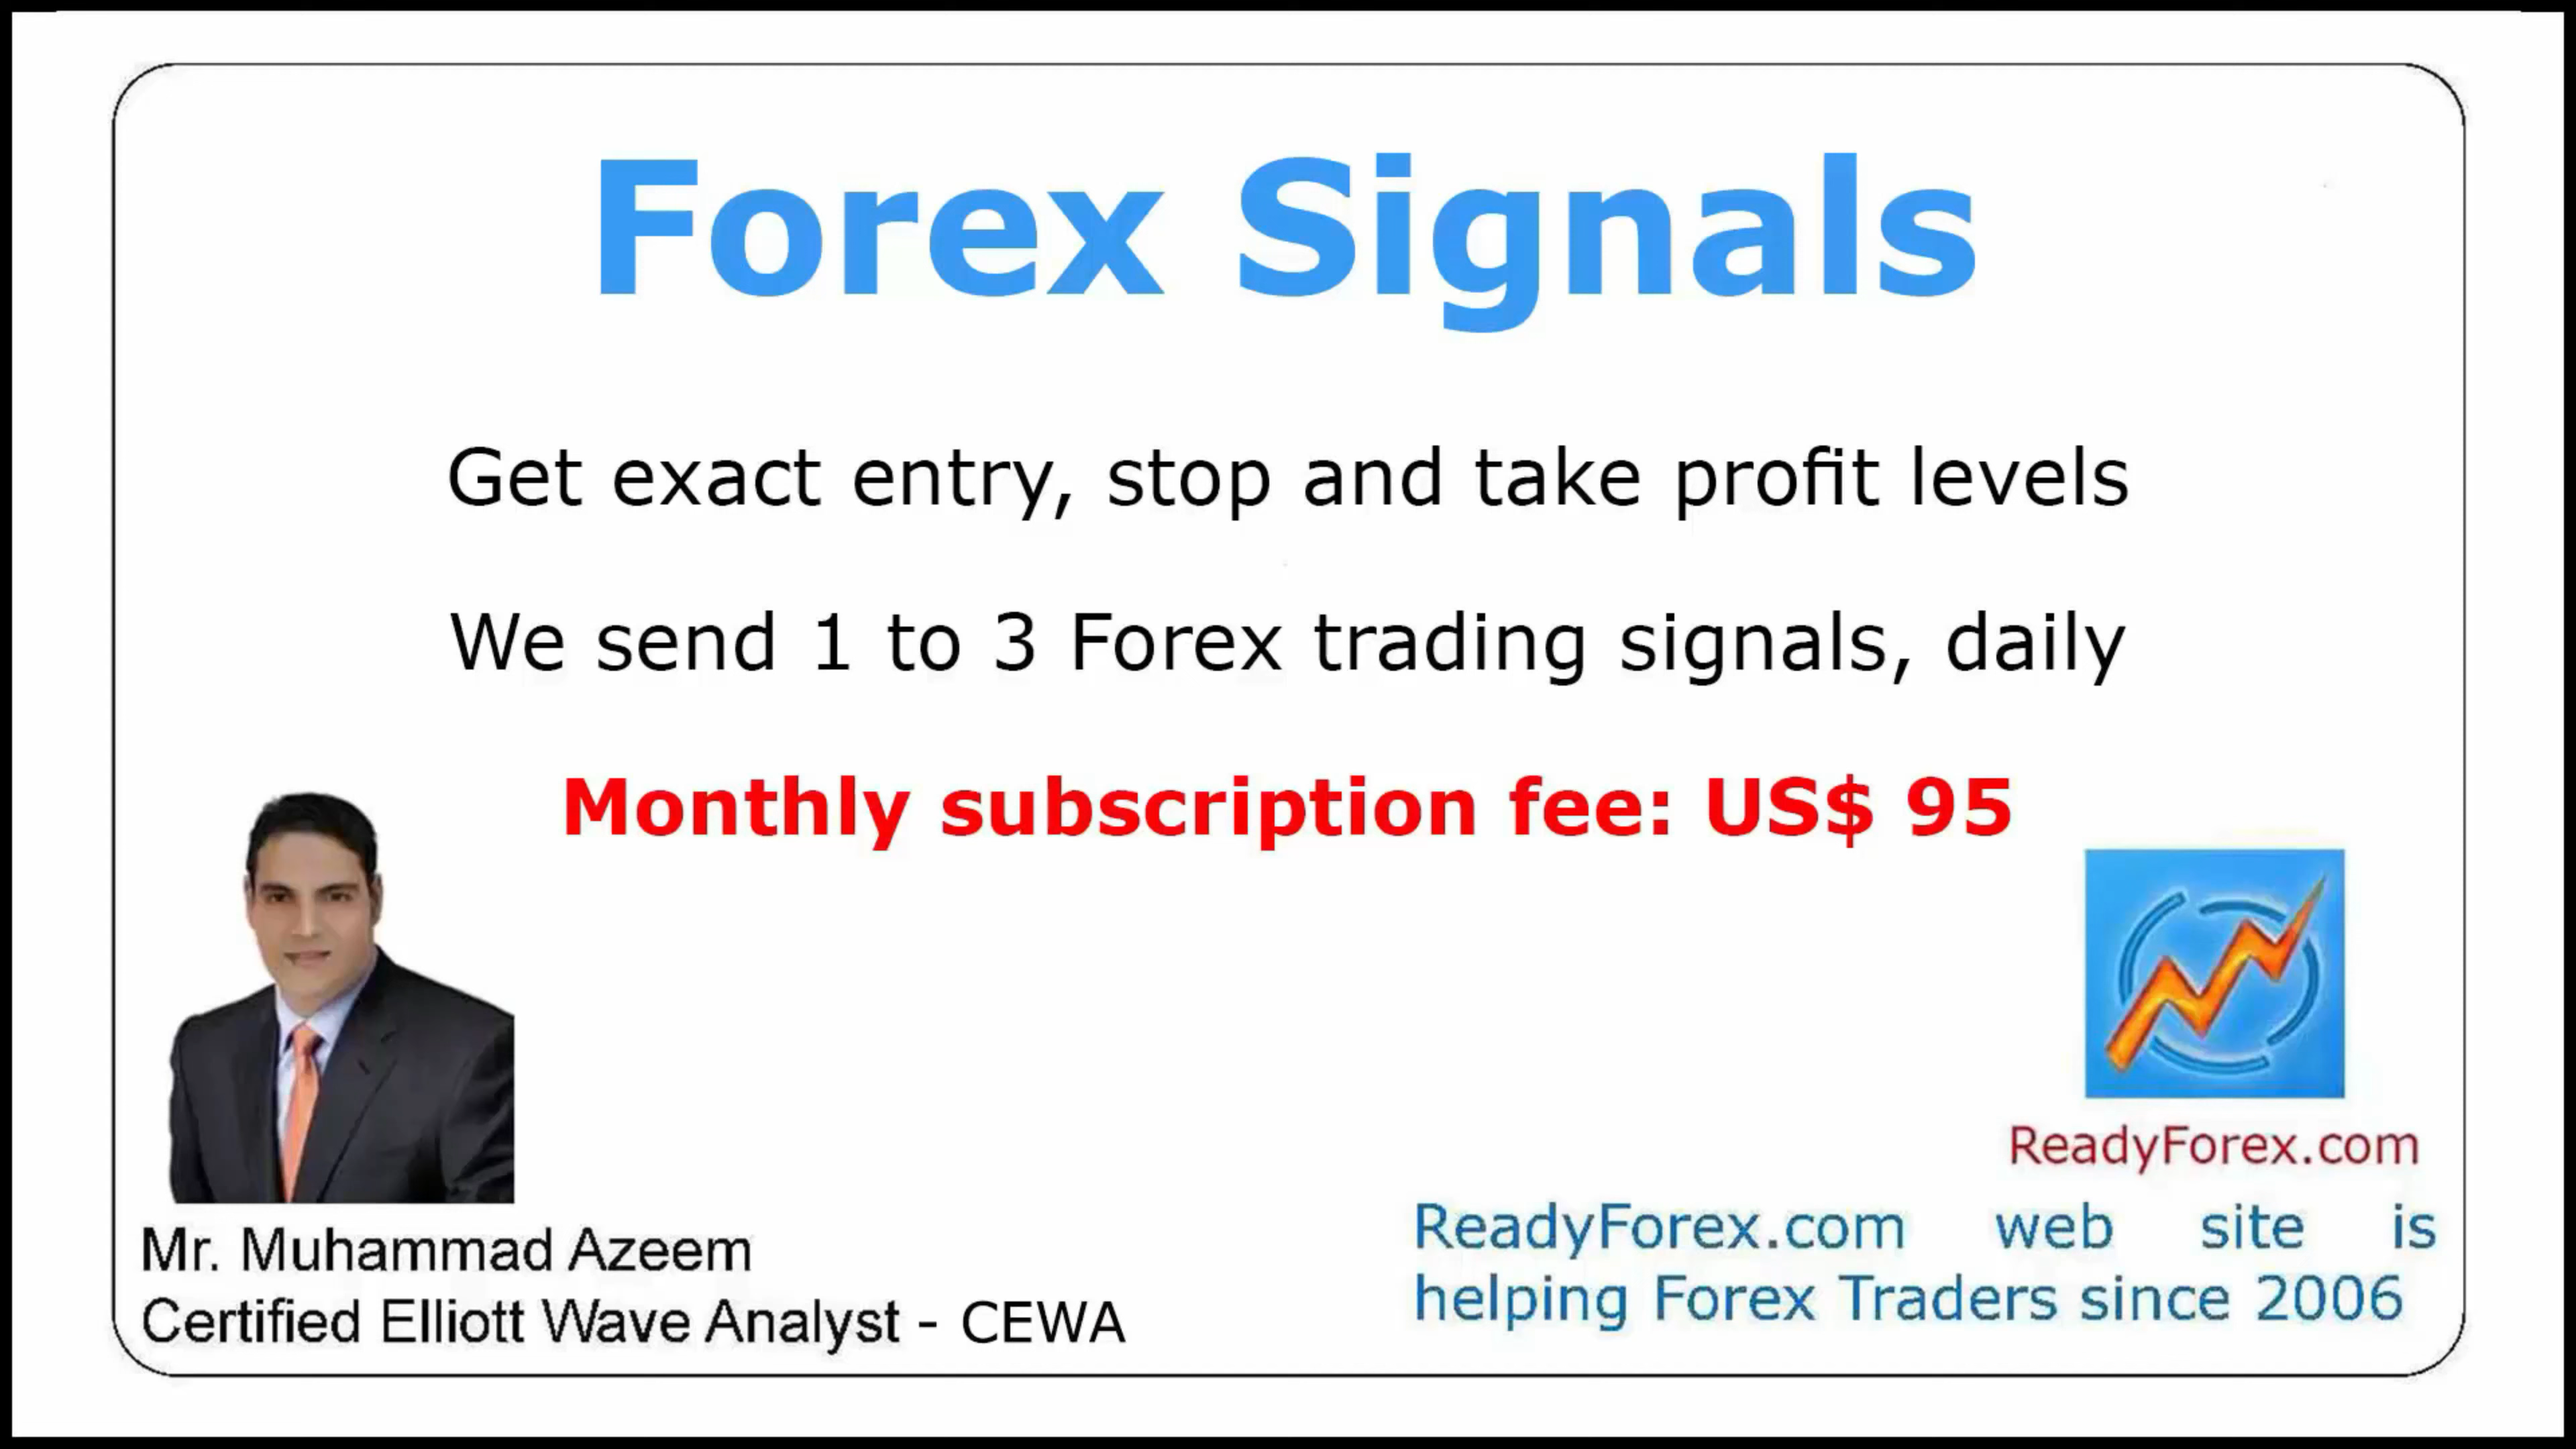 Forex Signals
Get exact entry, stop and take profit levels
We send 1 to 3 Forex trading signals, daily
Monthly subscription fee: US$ 95
ReadyForex.com
Mr. Muhammad Azeem
Certified Elliott Wave Analyst - CEWA
ReadyForex.com web site is
helping Forex Traders since 2006